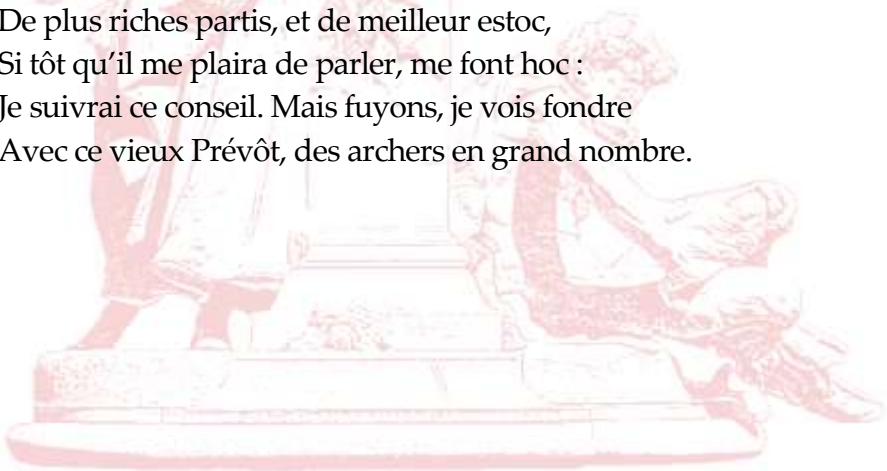 De plus riches partis, et de meilleur estoc,
Si tôt qu’il me plaira de parler, me font hoc :
Je suivrai ce conseil. Mais fuyons, je vois fondre
Avec ce vieux Prévôt, des archers en grand nombre.